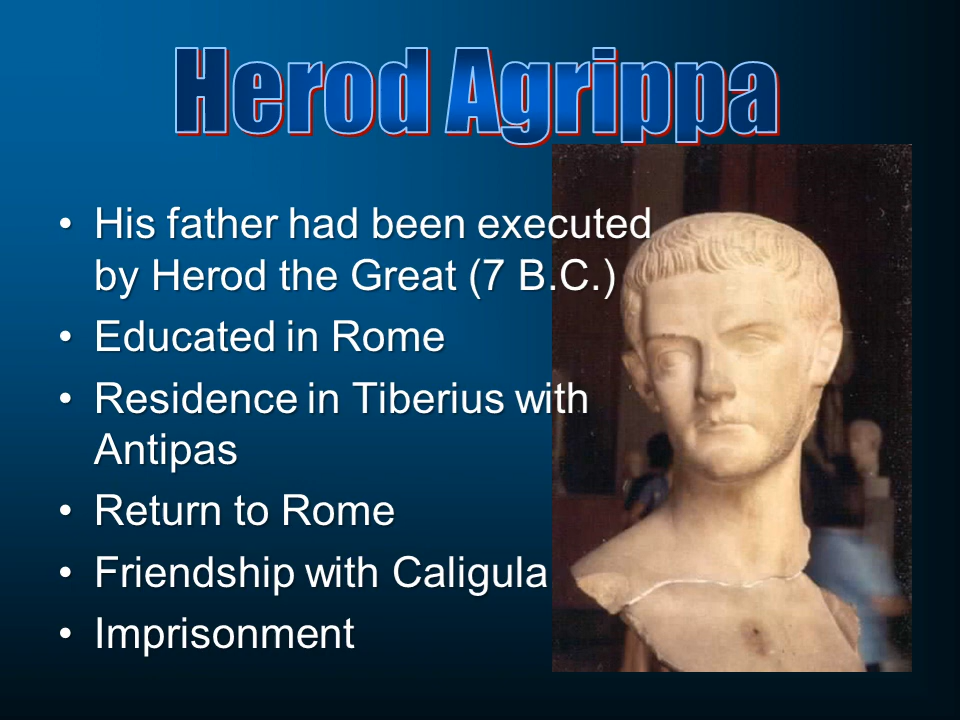 Herod Agrippa
• His father had been executed
by Herod the Great (7 B.C.)
• Educated in Rome
• Residence in Tiberius with
Antipas
• Return to Rome
• Friendship with Caligula
• Imprisonment